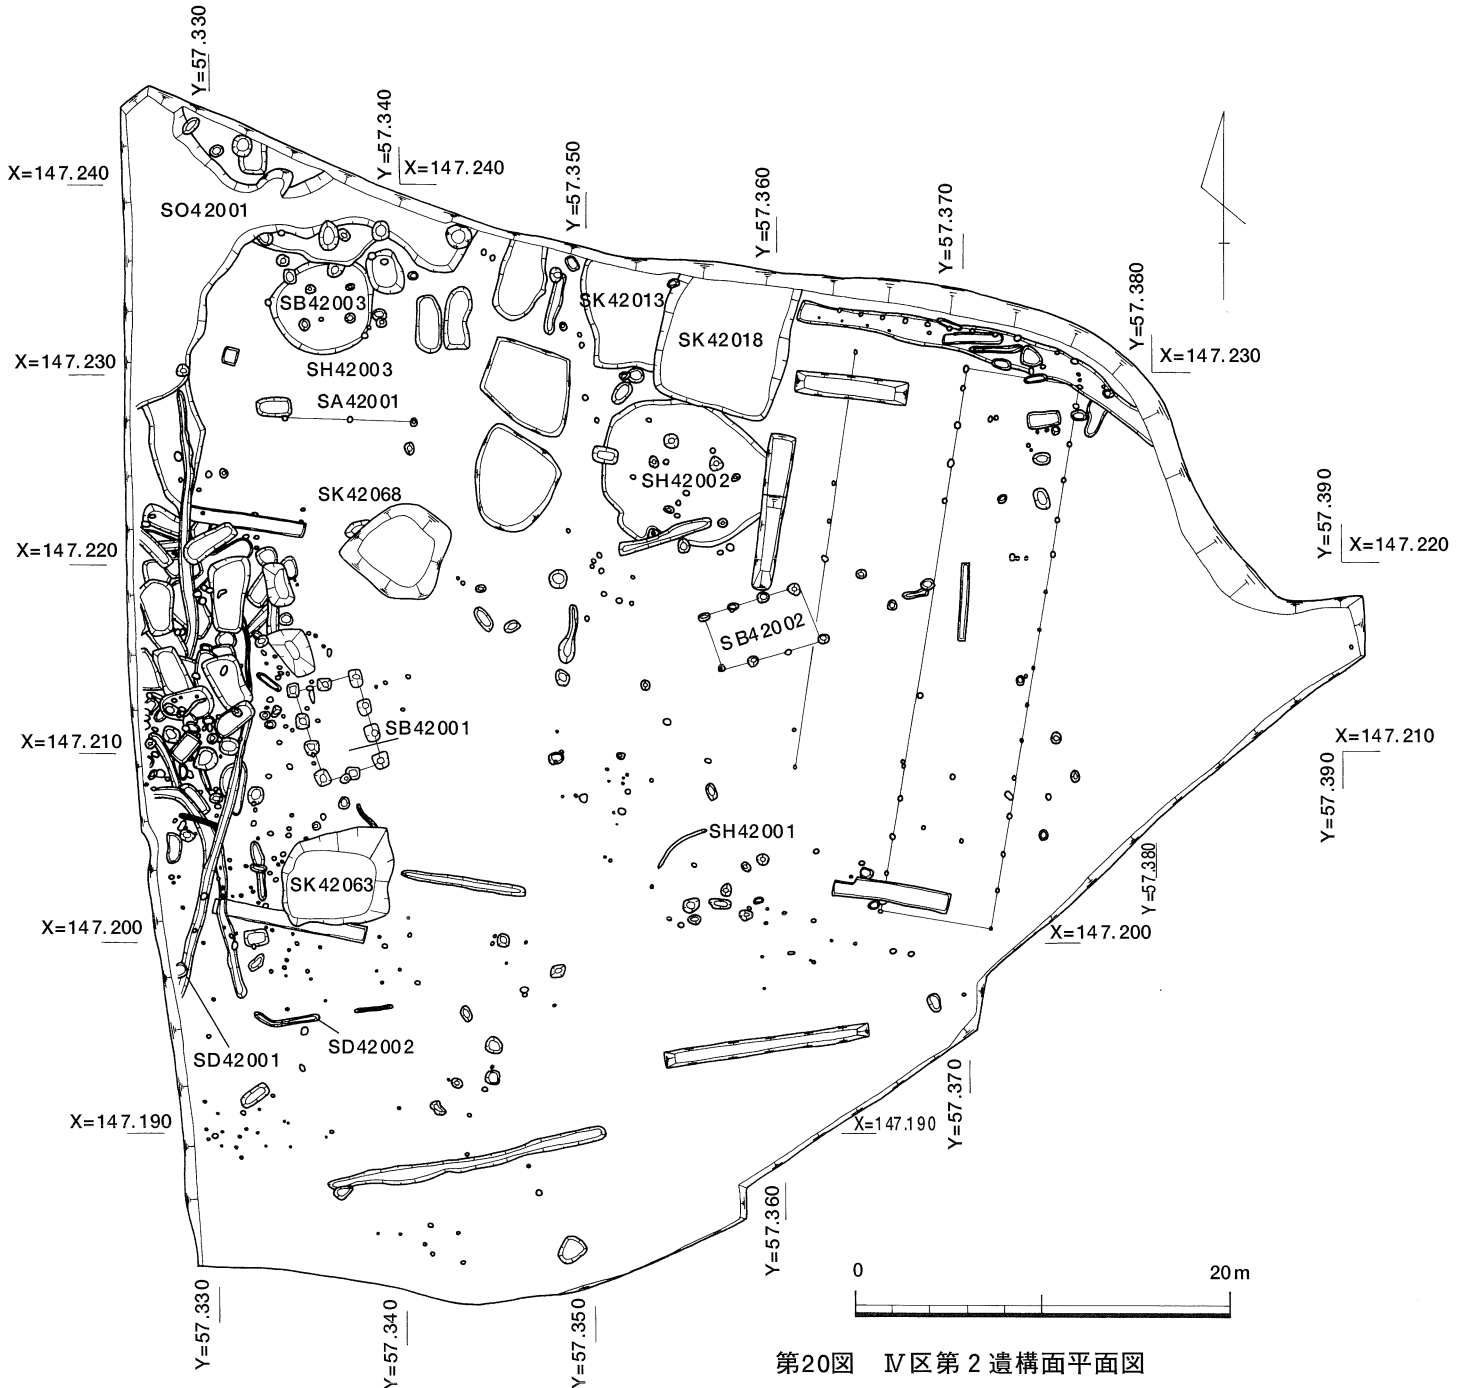 Y=57.330
Y=57.340
X=147.240
X=147.240
Y=57.350
Y=57.360
Y=57.370
SO42001
Y=57.380
SB42003
SK42013
SK42018
X=147.230
X=147.230
SH42003
SA42001
SH42002
SK42068
Y=57.390
X=147.220
X=147.220
SB42002
SB42001
X=147.210
X=147.210
Y=57.390
SH42001
SK42063
Y=57.380
X=147.200
X=147.200
SD42001
SD42002
Y=57.370
X=147.190
X=147.190
Y=57.360
Y=57.330
Y=57.340
Y=57.350
0 20m
第20図 Ⅳ区第2遺構面平面図